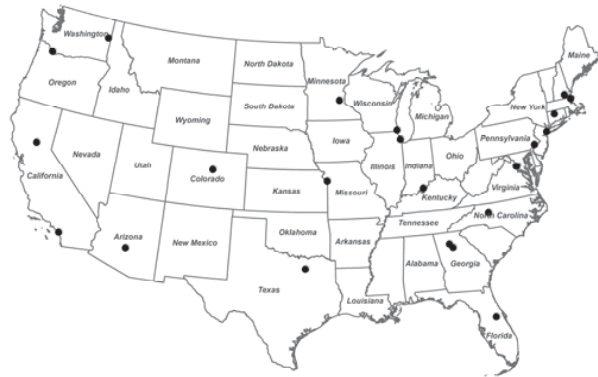 Washington
Maine
Montana
North Dakota
Minnesota
Oregon
Idaho
Wisconsin
South Dakota
New York
Michigan
Wyoming
Iowa
Pennsylvania
Nebraska
Ohio
Nevada
Utah
Illinois
Indiana
California
Colorado
Kansas
Missouri
Virginia
Kentucky
North Carolina
Tennessee
Arizona
New Mexico
Oklahoma
Arkansas
Alabama
Georgia
Texas
Louisiana
Florida